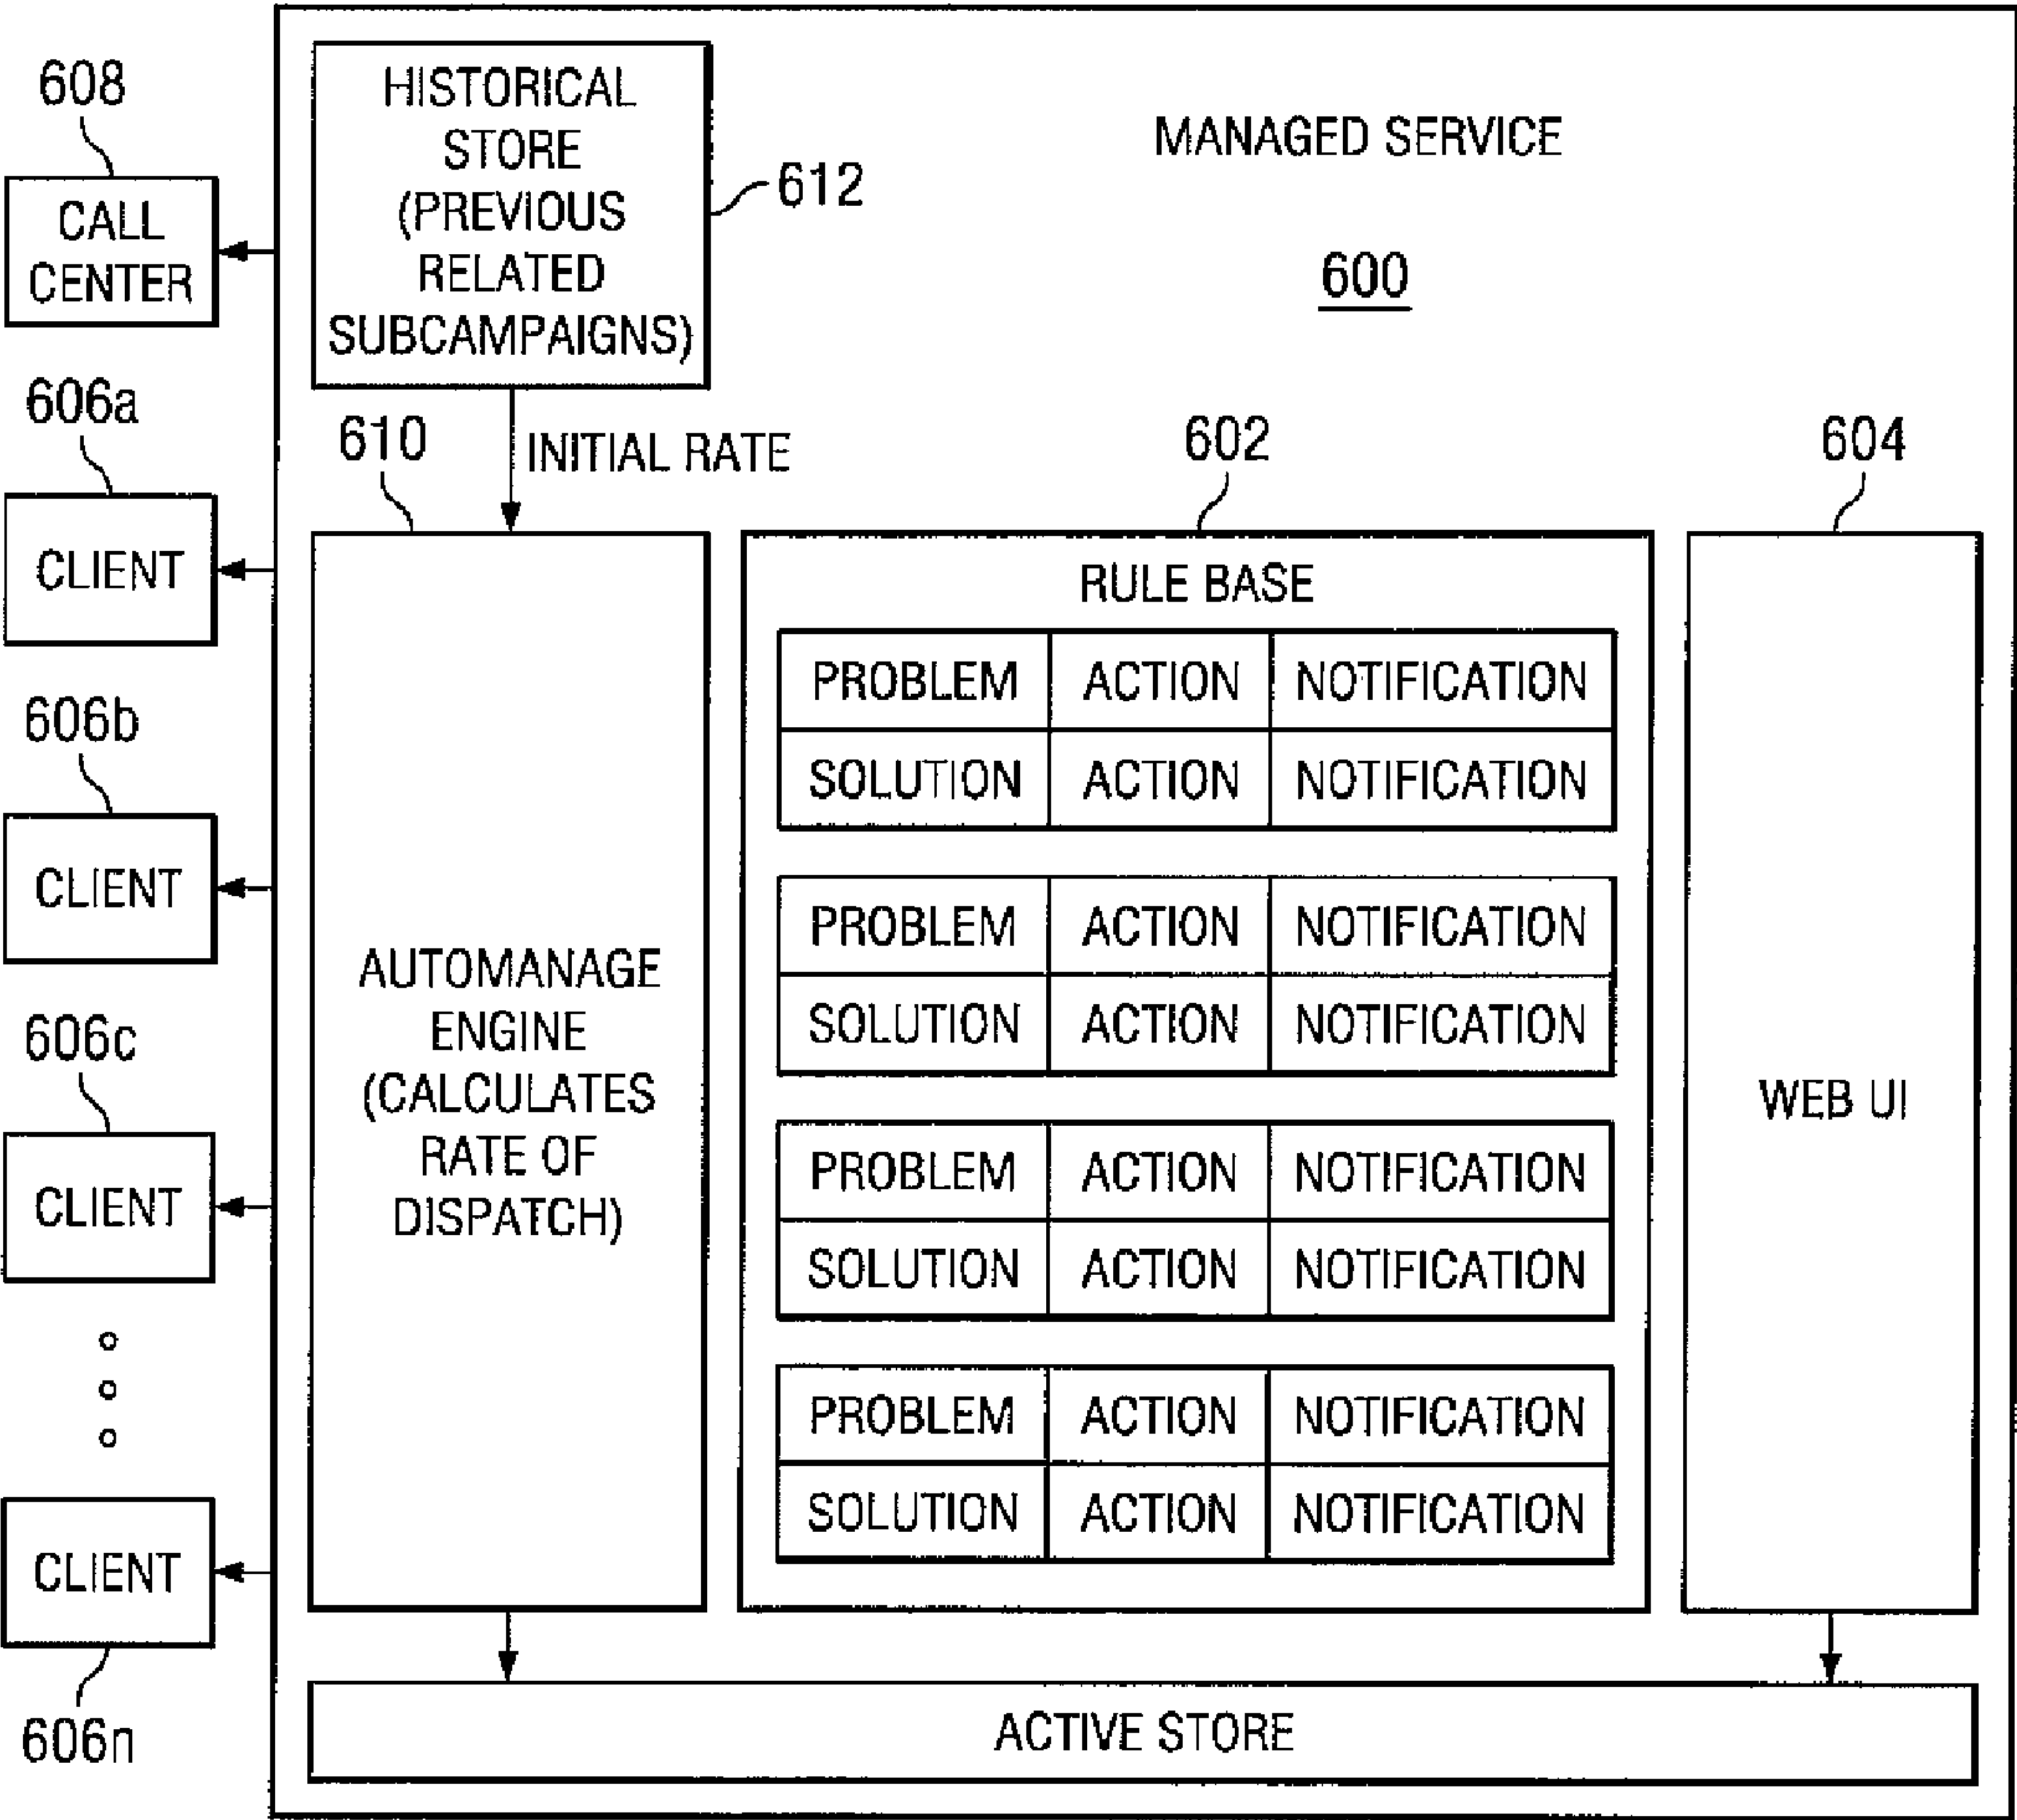 608
CALL
CENTER
606a
CLIENT
606b
CLIENT
606c
CLIENT
CLIENT
606n
HISTORICAL
STORE
(PREVIOUS
RELATED
SUBCAMPAIGNS)
612
MANAGED SERVICE
600
INITIAL RATE
610
AUTOMANAGE
ENGINE
(CALCULATES
RATE OF
DISPATCH)
602
RULE BASE
PROBLEM ACTION NOTIFICATION
SOLUTION ACTION NOTIFICATION
PROBLEM ACTION NOTIFICATION
SOLUTION ACTION NOTIFICATION
PROBLEM ACTION NOTIFICATION
SOLUTION ACTION NOTIFICATION
PROBLEM ACTION NOTIFICATION
SOLUTION ACTION NOTIFICATION
604
WEB UI
ACTIVE STORE